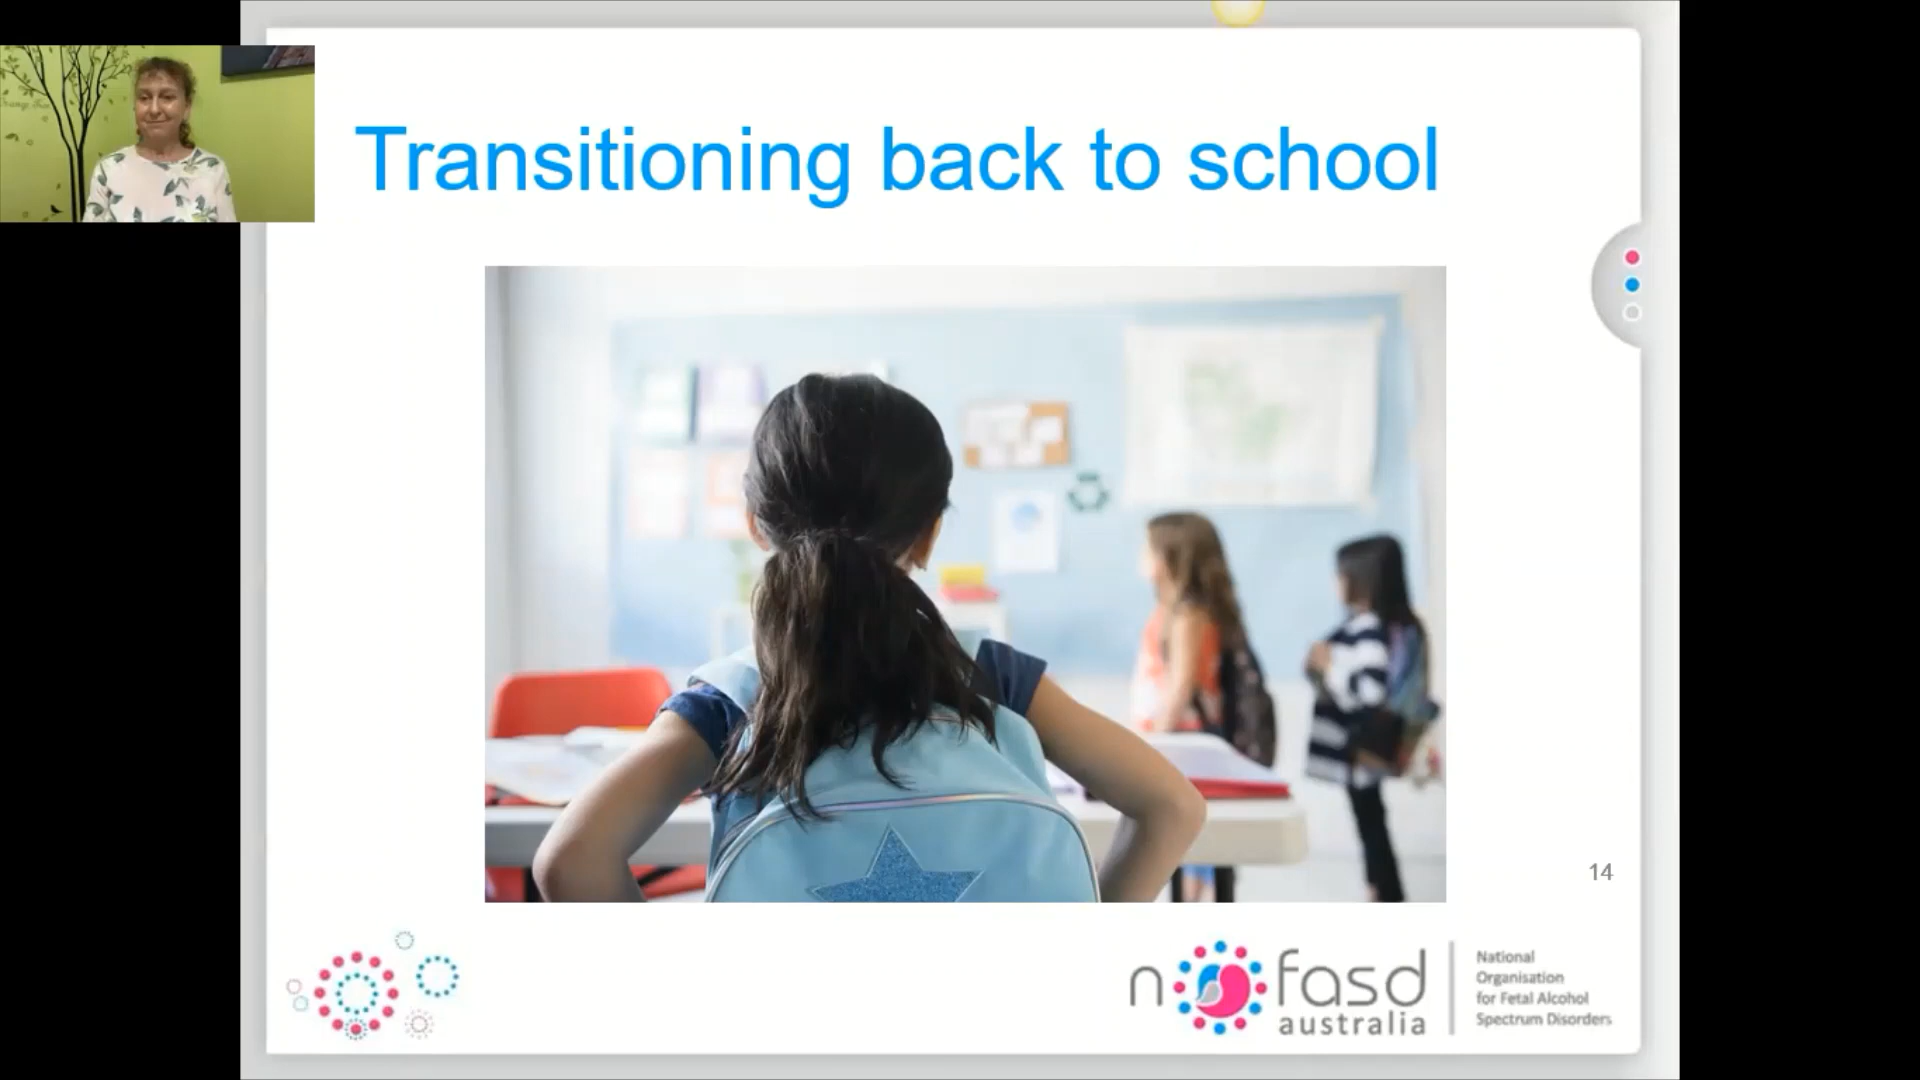 Transitioning back to school
14
nofasd
australia
National
Organisation
for Fetal Alcohol
Spectrum Disorders